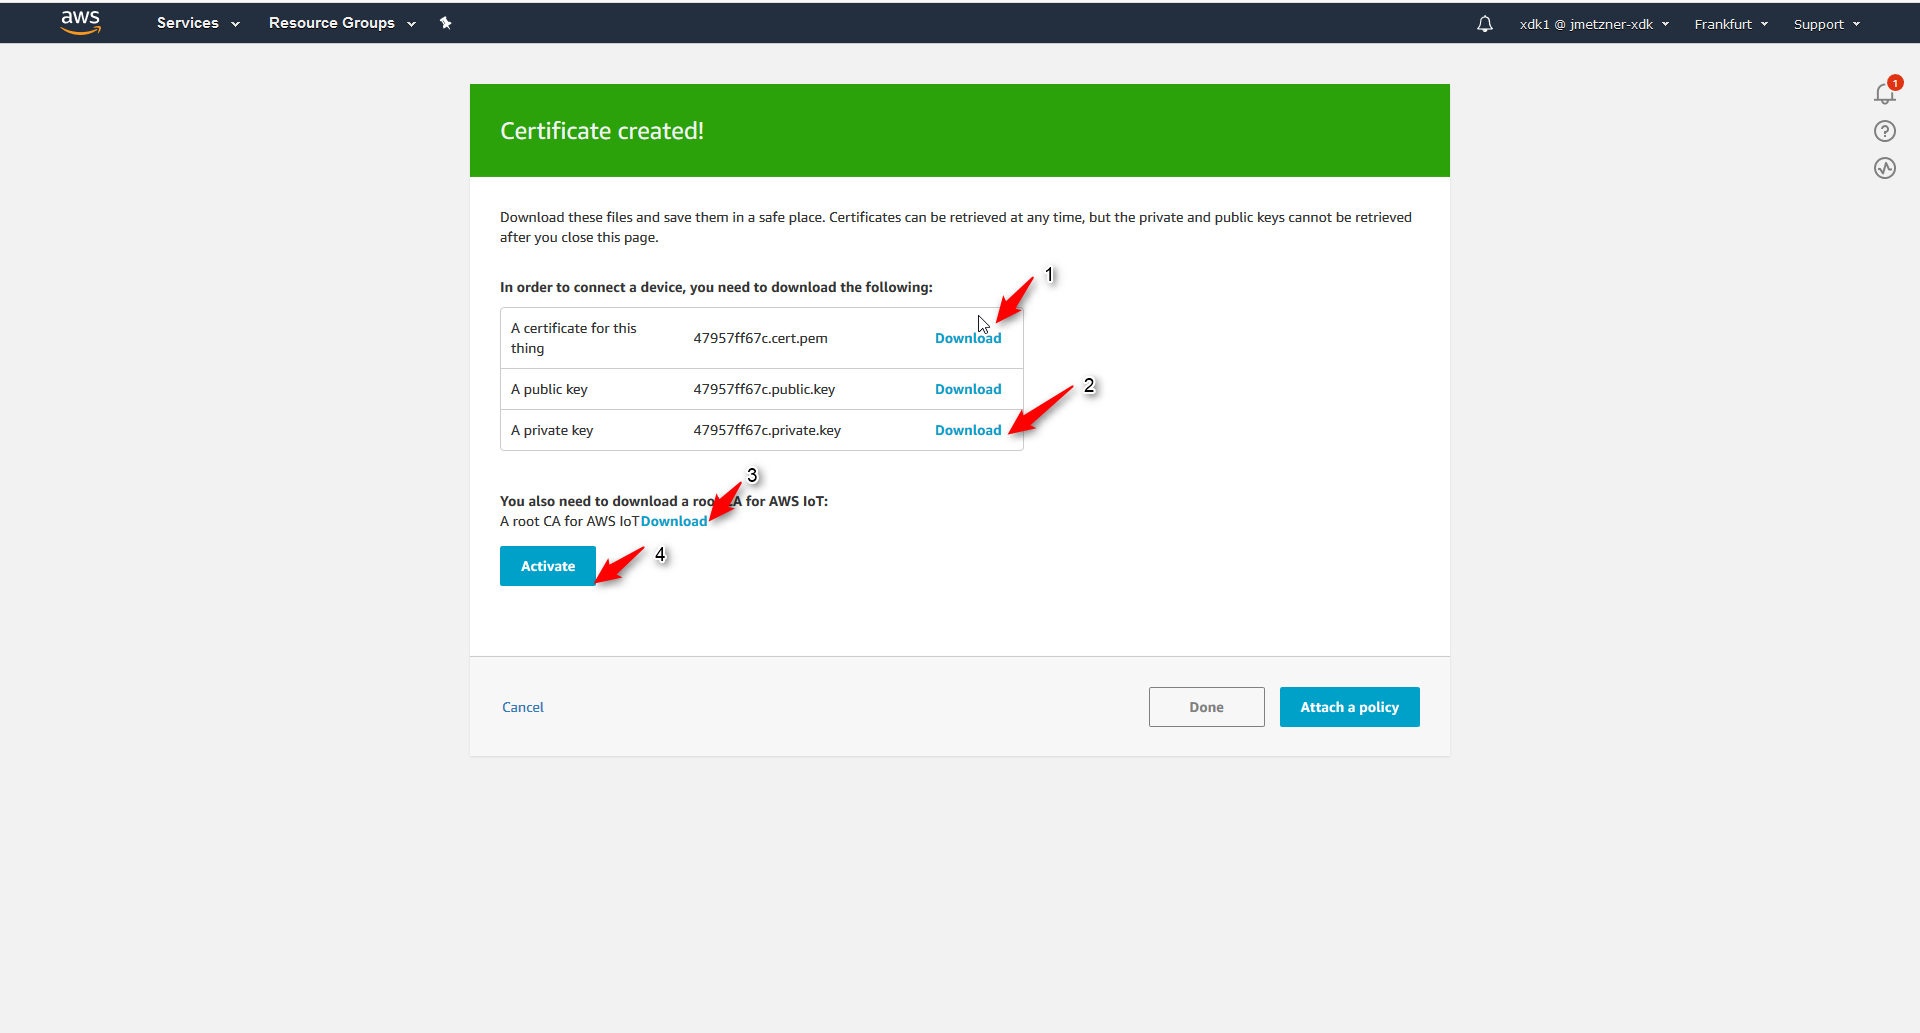 aws Services Resource Groups xdk1 @ jmetzner-xdk Frankfurt Support
1
Certificate created!
Download these files and save them in a safe place. Certificates can be retrieved at any time, but the private and public keys cannot be retrieved
after you close this page.
In order to connect a device, you need to download the following:
1
A certificate for this
thing
47957ff67c.cert.pem Download
A public key 47957ff67c.public.key Download
2
A private key 47957ff67c.private.key Download
3
You also need to download a root CA for AWS IoT:
A root CA for AWS IoTDownload
Activate
4
Cancel Done Attach a policy